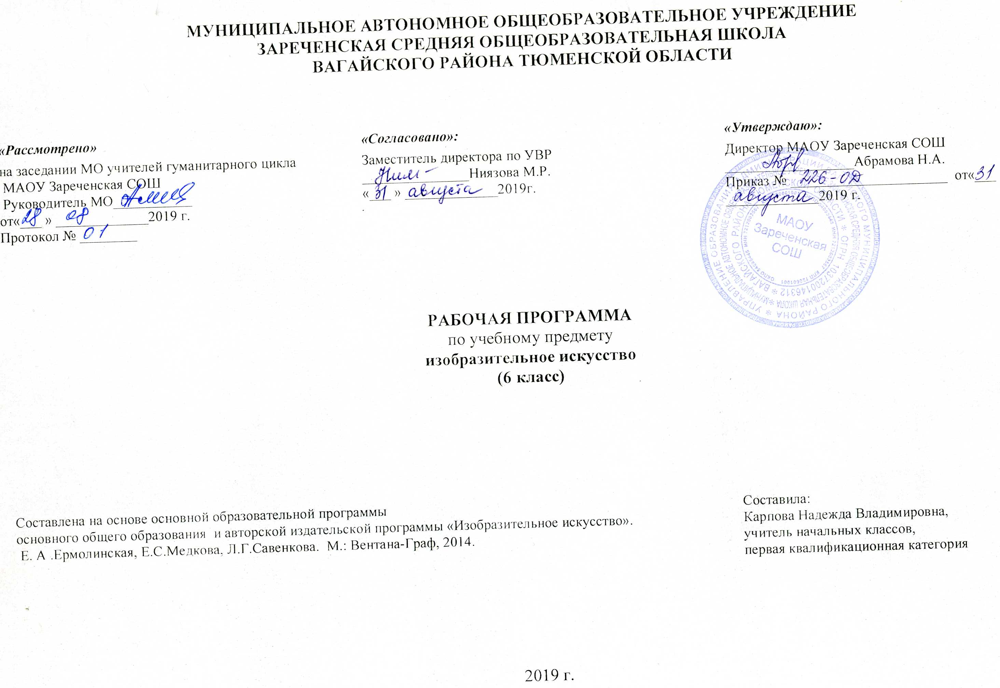 МУНИЦИПАЛЬНОЕ АВТОНОМНОЕ ОБЩЕОБРАЗОВАТЕЛЬНОЕ УЧРЕЖДЕНИЕ
ЗАРЕЧЕНСКАЯ СРЕДНЯЯ ОБЩЕОБРАЗОВАТЕЛЬНАЯ ШКОЛА
ВАГАЙСКОГО РАЙОНА ТЮМЕНСКОЙ ОБЛАСТИ
«Рассмотрено»
на заседании МО учителей гуманитарного цикла
МАОУ Зареченская СОШ
Руководитель МО
от«28 » 08 2019 г.
Протокол № 01
«Согласовано»:
Заместитель директора по УВР
Ниязова М.Р.
« 31 » августа 2019г.
«Утверждаю»:
Директор МАОУ Зареченская СОШ
Абрамова Н.А.
Приказ № 226-ОД от«31
августа 2019 г.
МАОУ
Зареченская
СОШ
РАБОЧАЯ ПРОГРАММА
по учебному предмету
изобразительное искусство
(6 класс)
Составлена на основе основной образовательной программы
основного общего образования и авторской издательской программы «Изобразительное искусство».
Е. А .Ермолинская, Е.С.Медкова, Л.Г.Савенкова. М.: Вентана-Граф, 2014.
Составила:
Карпова Надежда Владимировна,
учитель начальных классов,
первая квалификационная категория
2019 г.